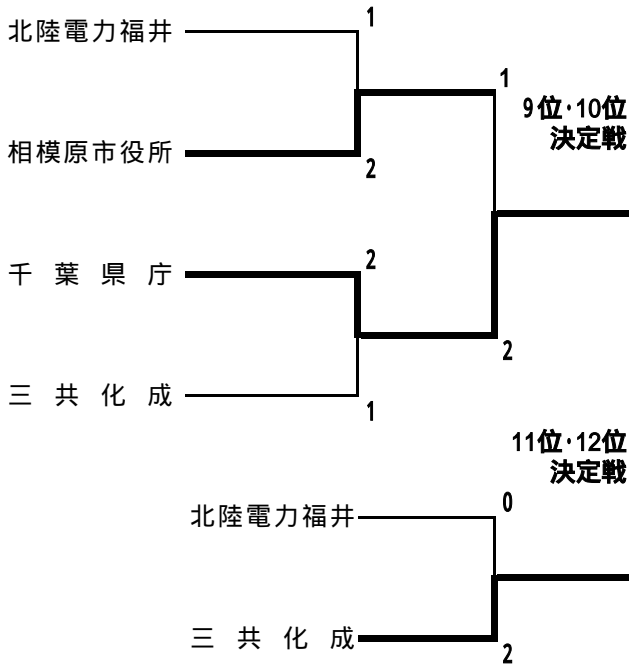 北陸電力福井
1
1
9位・10位
決定戦
相模原市役所
2
千葉県庁
2
2
三共化成
1
11位・12位
決定戦
0
北陸電力福井
三共化成
2